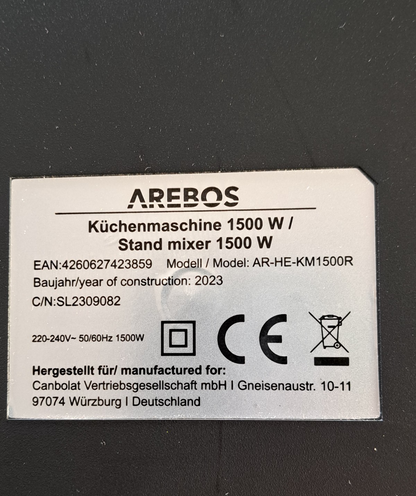 AREBOS
Küchenmaschine 1500 W /
Stand mixer 1500 W
EAN:4260627423859 Modell / Model: AR-HE-KM1500R
Baujahr/year of construction: 2023
C/N:SL2309082
220-240V~ 50/60Hz 1500W CE
Hergestellt für/ manufactured for:
Canbolat Vertriebsgesellschaft mbH I Gneisenaustr. 10-11
97074 Würzburg I Deutschland